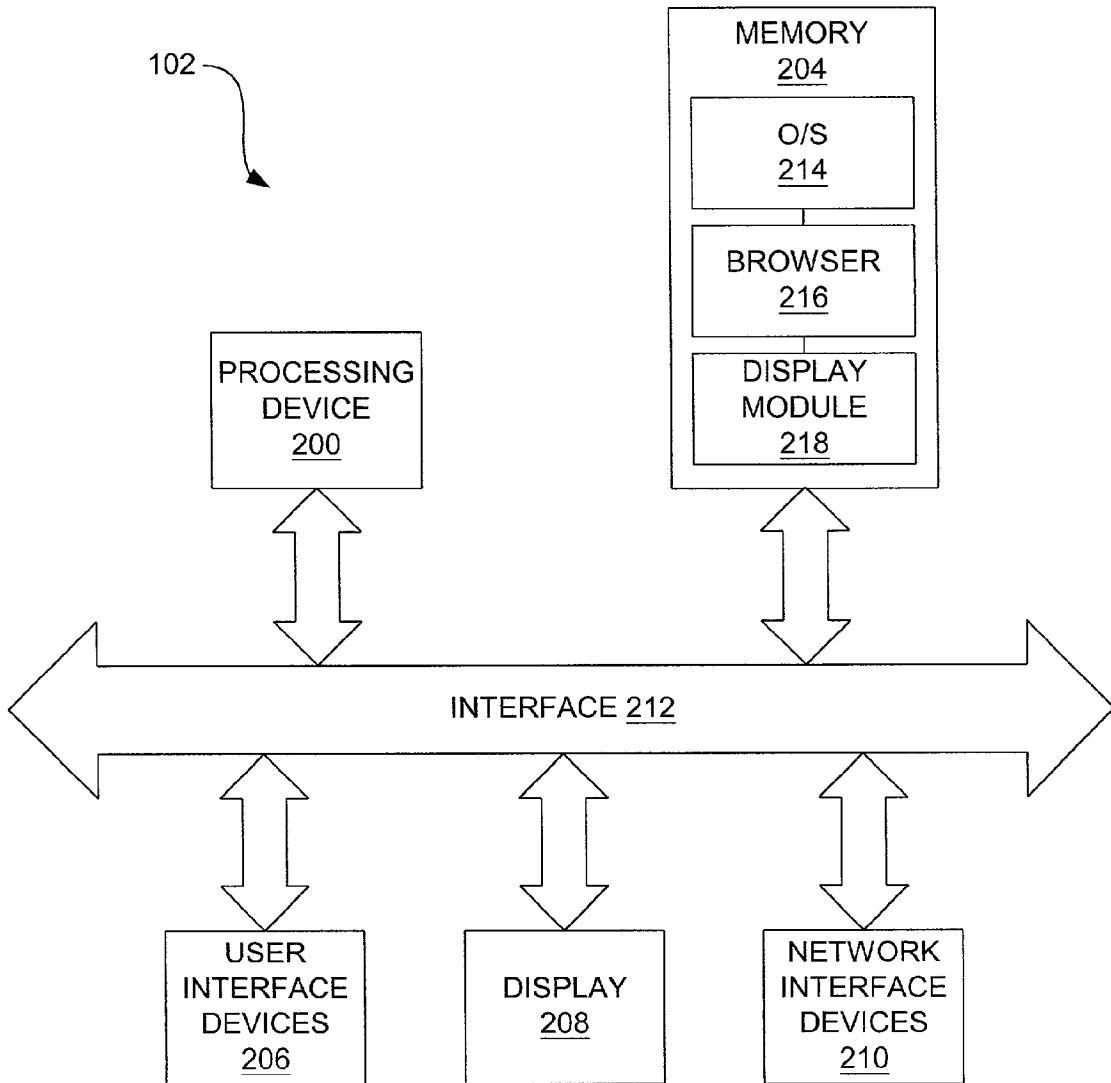 102
MEMORY
204
O/S
214
BROWSER
216
DISPLAY
MODULE
218
PROCESSING
DEVICE
200
INTERFACE 212
USER
INTERFACE
DEVICES
206
DISPLAY
208
NETWORK
INTERFACE
DEVICES
210